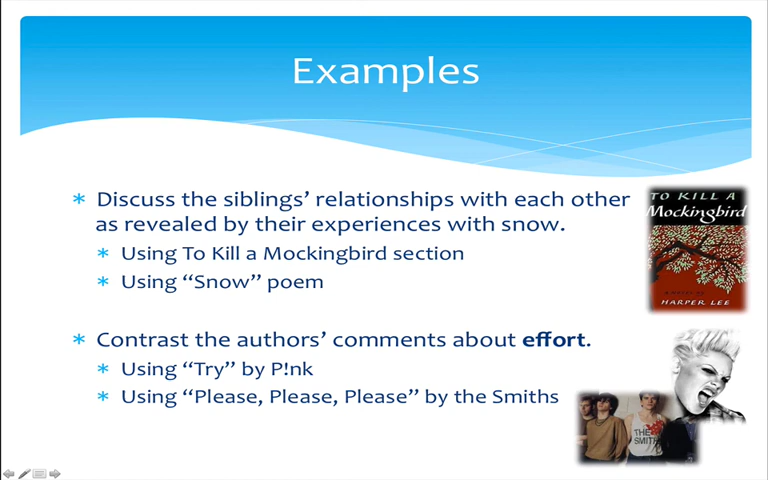 Examples
Discuss the siblings’ relationships with each other
as revealed by their experiences with snow.
Using To Kill a Mockingbird section
Using “Snow” poem
TO KILL A
Mockingbird
HARPER LEE
Contrast the authors’ comments about effort.
Using “Try” by P!nk
Using “Please, Please, Please” by the Smiths
THE
SMITHS